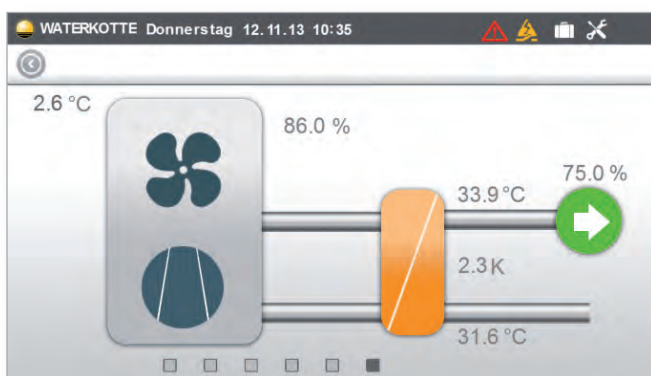 WATERKOTTE Donnerstag 12.11.13 10:35
2.6 °C
86.0 %
75.0 %
33.9 °C
2.3 K
31.6 °C